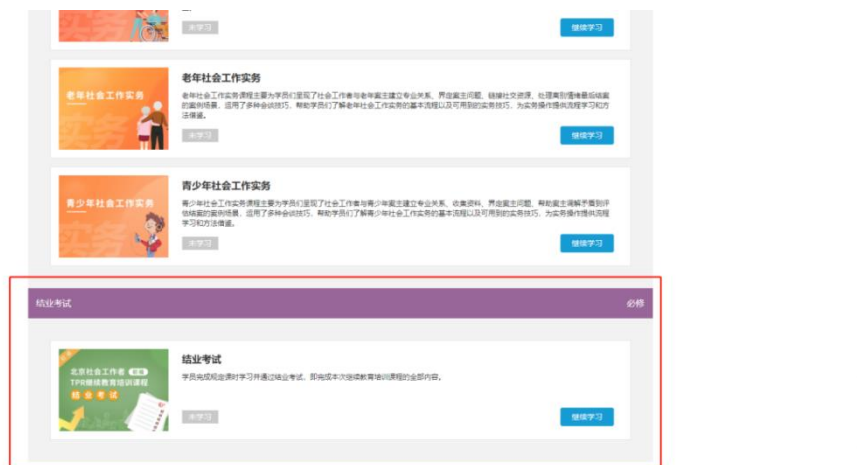 未学习
继续学习
老年社会工作实务
老年社会工作实务
老年社会工作实务课程主要为学员们呈现了社会工作者与老年案主建立专业关系、界定案主问题、链接社交资源、处理离别情绪最后结案
的案例场景，运用了多种会谈技巧，帮助学员们了解老年社会工作实务的基本流程以及可用到的实务技巧，为实务操作提供流程学习和方
法借鉴。
实务
未学习
继续学习
青少年社会工作实务
青少年社会工作实务
青少年社会工作实务课程主要为学员们呈现了社会工作者与青少年案主建立专业关系、收集资料、界定案主问题、帮助案主调解矛盾到评
估结案的案例场景，运用了多种会谈技巧，帮助学员们了解青少年社会工作实务的基本流程以及可用到的实务技巧，为实务操作提供流程
学习和方法借鉴。
实务
未学习
继续学习
结业考试
必修
北京社会工作者
TPR继续教育培训课程
结业考试
结业考试
学员完成规定课时学习并通过结业考试，即完成本次继续教育培训课程的全部内容。
未学习
继续学习